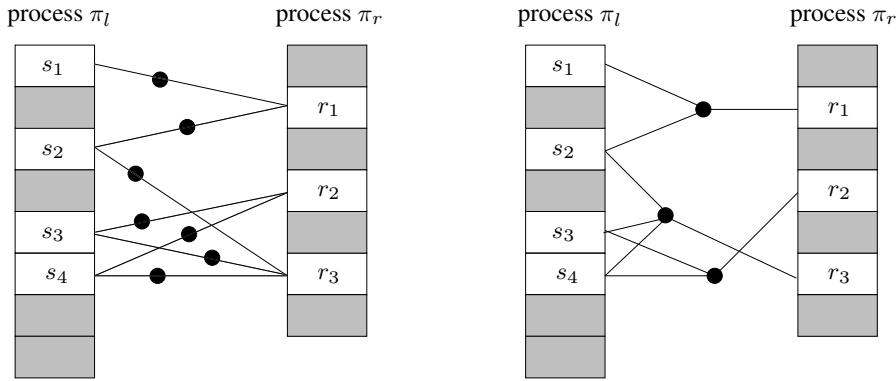 process π_l process π_r process π_l process π_r
s_1 s_1
r_1 r_1
s_2 s_2
r_2 r_2
s_3 s_3
s_4 r_3 s_4 r_3